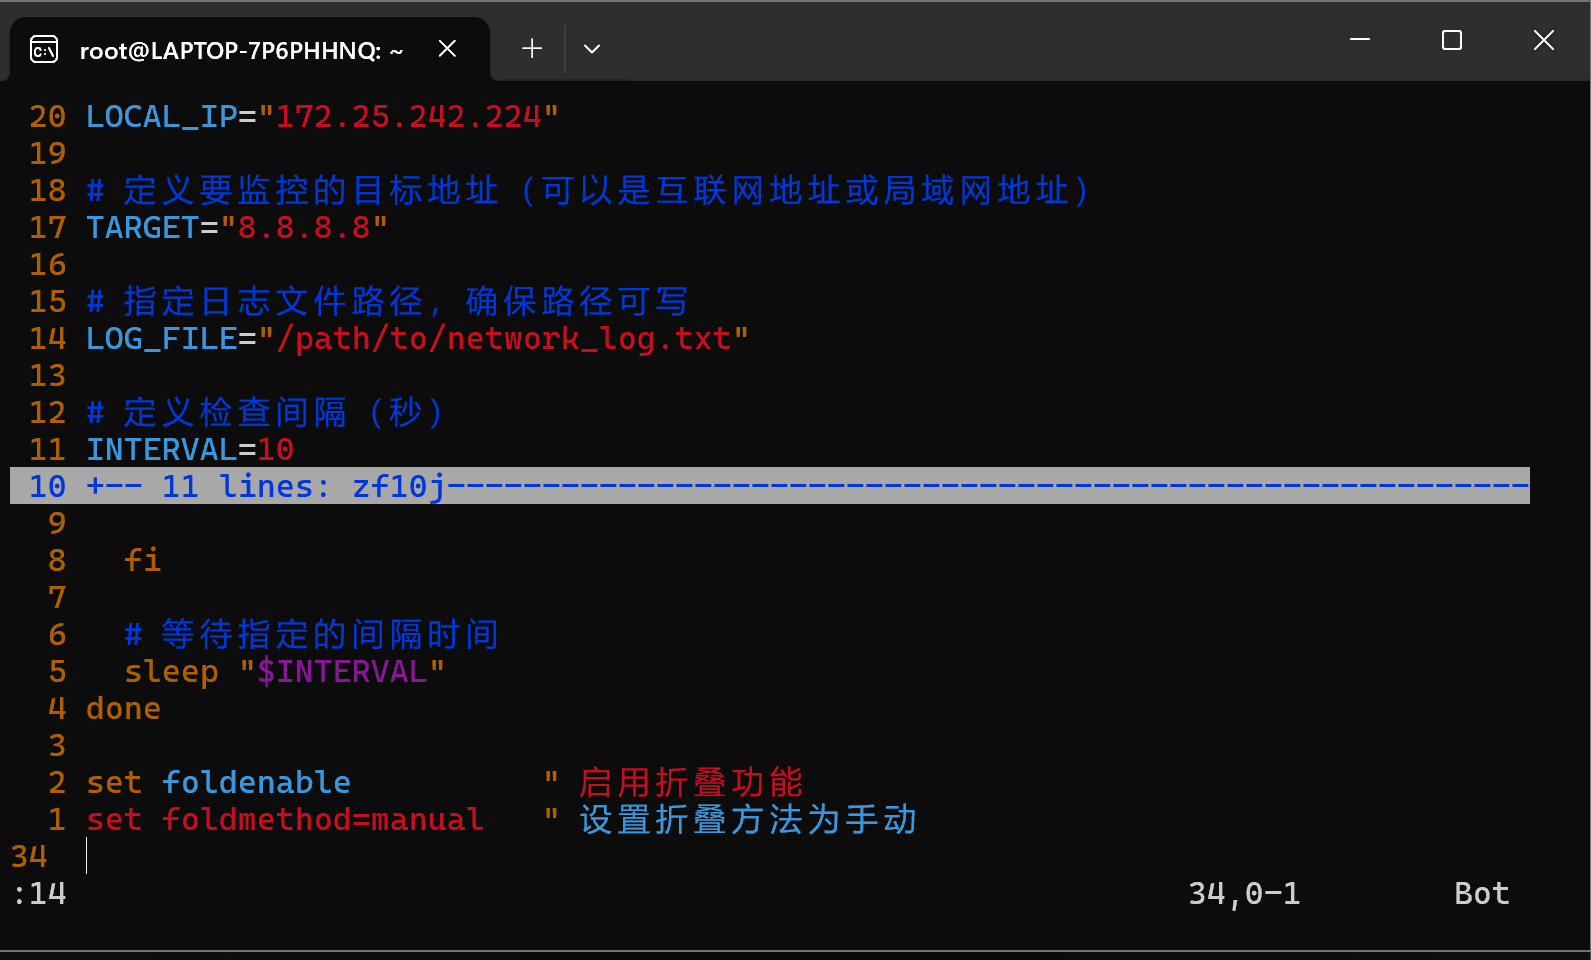 root@LAPTOP-7P6PHHNQ: ~
20 LOCAL_IP="172.25.242.224"
19
18 # 定义要监控的目标地址（可以是互联网地址或局域网地址）
17 TARGET="8.8.8.8"
16
15 # 指定日志文件路径，确保路径可写
14 LOG_FILE="/path/to/network_log.txt"
13
12 # 定义检查间隔（秒）
11 INTERVAL=10
10 +-- 11 lines: zf10j---------------------------------------------------------
9
8   fi
7
6   # 等待指定的间隔时间
5   sleep "$INTERVAL"
4 done
3
2 set foldenable          " 启用折叠功能
1 set foldmethod=manual   " 设置折叠方法为手动
34
:14 34,0-1 Bot